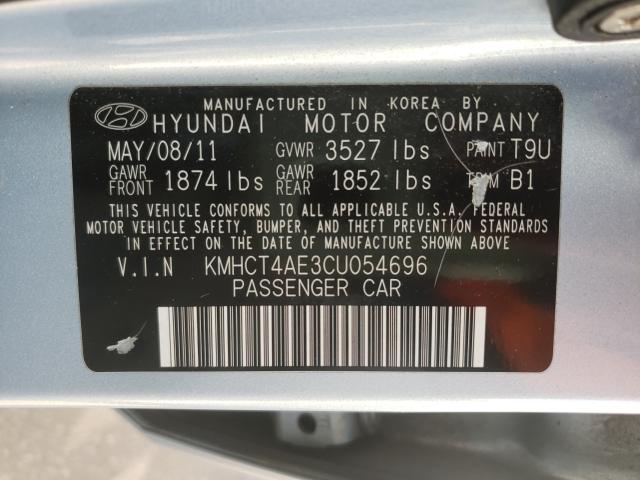 MANUFACTURED IN KOREA BY
HYUNDAI MOTOR COMPANY
MAY/08/11 GVWR 3527 lbs PAINT T9U
GAWR FRONT 1874 lbs GAWR REAR 1852 lbs TRIM B1
THIS VEHICLE CONFORMS TO ALL APPLICABLE U.S.A. FEDERAL
MOTOR VEHICLE SAFETY, BUMPER, AND THEFT PREVENTION STANDARDS
IN EFFECT ON THE DATE OF MANUFACTURE SHOWN ABOVE
V.I.N KMHCT4AE3CU054696
PASSENGER CAR